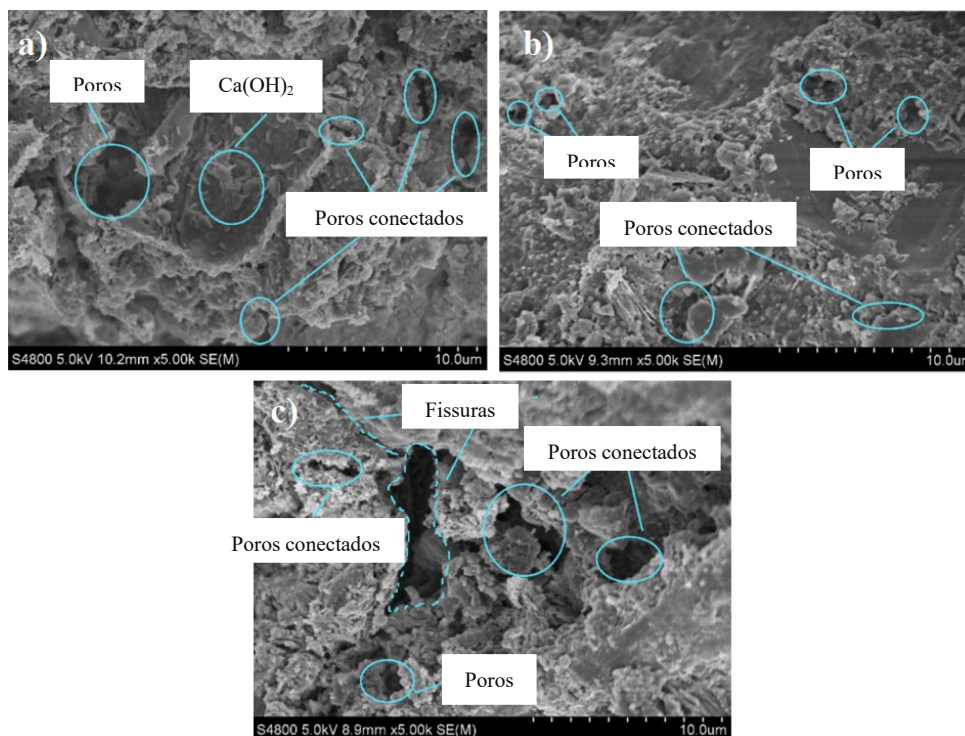 a)
Poros
Ca(OH)₂
Poros conectados
S4800 5.0kV 10.2mm x5.00k SE(M)
10.0um
b)
Poros
Poros
Poros conectados
S4800 5.0kV 9.3mm x5.00k SE(M)
10.0um
c)
Fissuras
Poros conectados
Poros conectados
Poros
S4800 5.0kV 8.9mm x5.00k SE(M)
10.0um